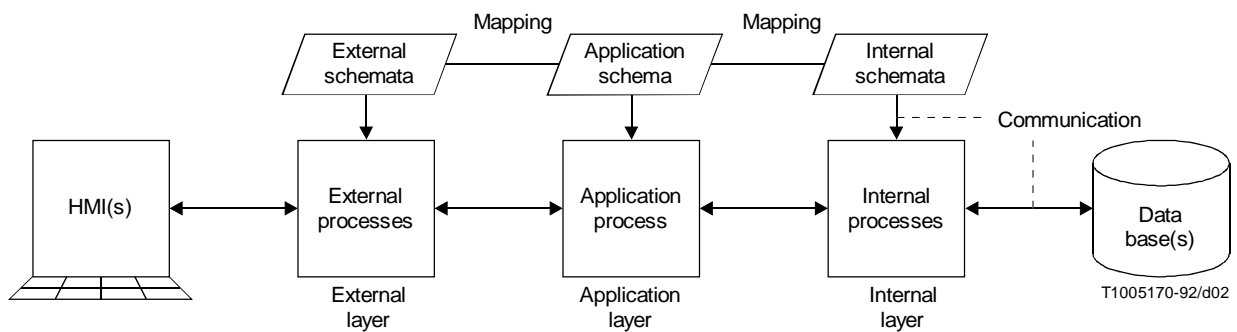 Mapping
Mapping
External
schemata
Application
schema
Internal
schemata
Communication
HMI(s)
External
processes
Application
process
Internal
processes
Data
base(s)
T1005170-92/d02
External
layer
Application
layer
Internal
layer